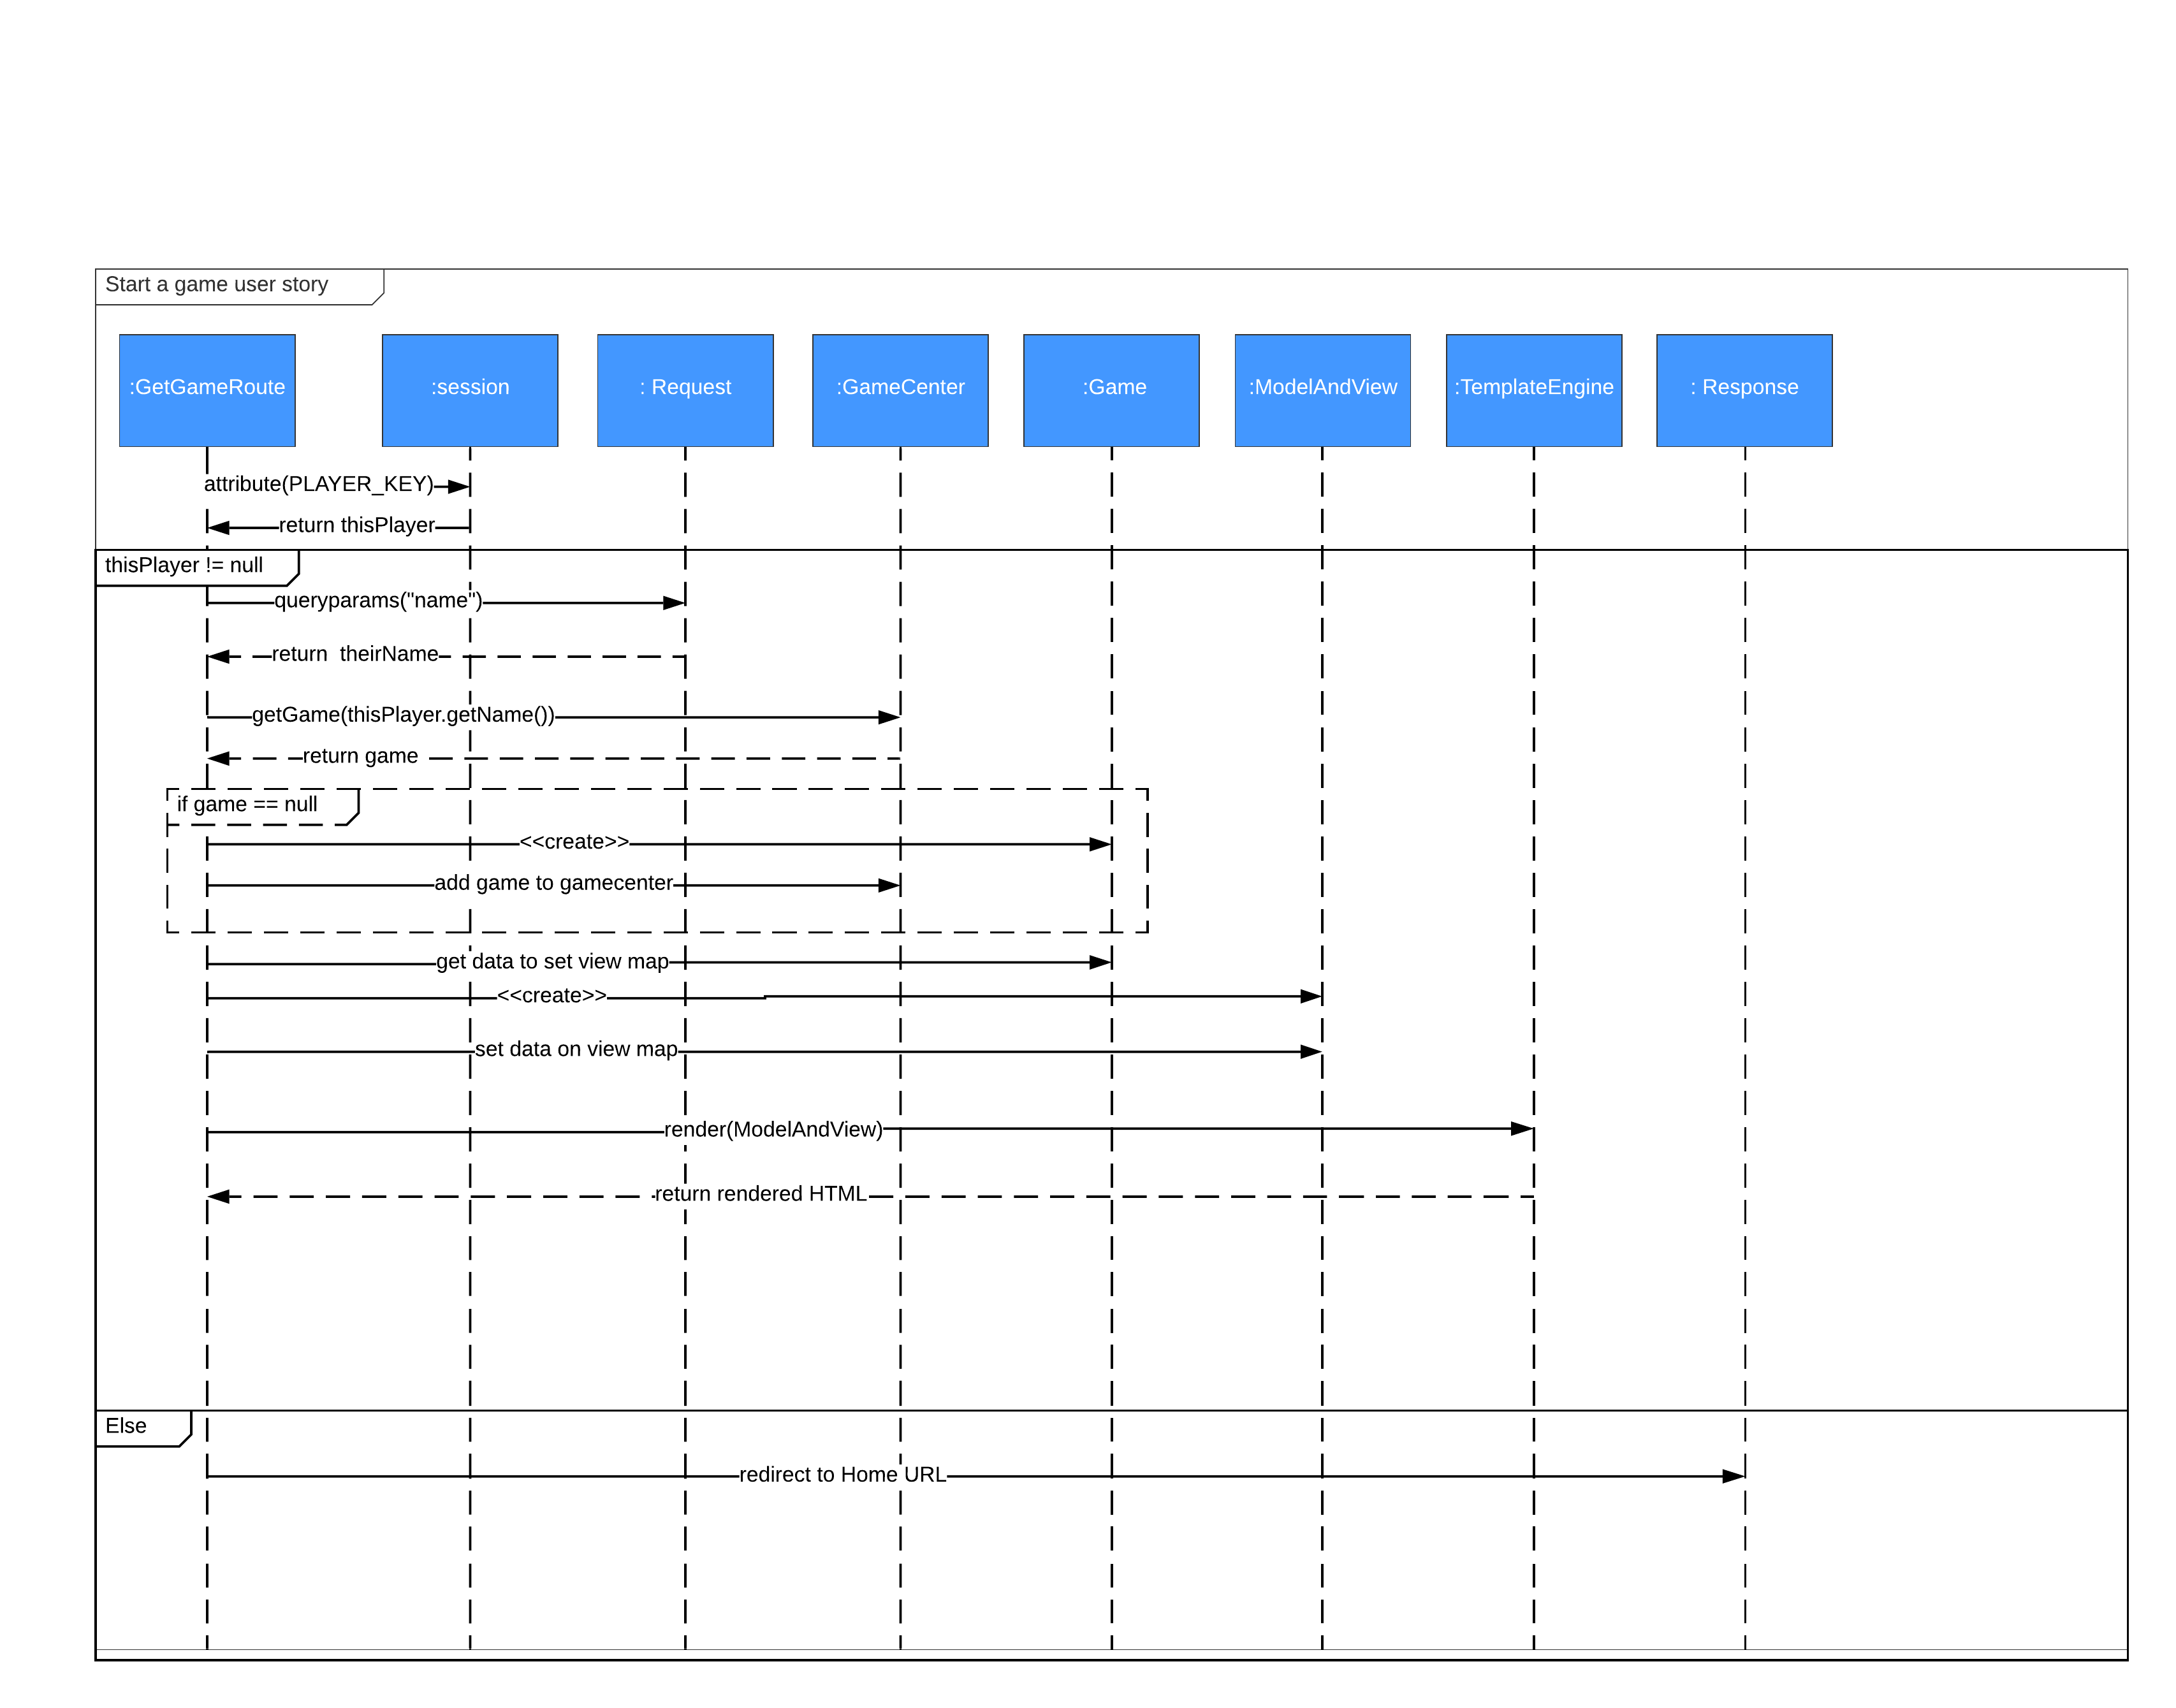 Start a game user story
:GetGameRoute
:session
: Request
:GameCenter
:Game
:ModelAndView
:TemplateEngine
: Response
attribute(PLAYER_KEY)
return thisPlayer
thisPlayer != null
queryparams("name")
return  theirName
getGame(thisPlayer.getName())
return game
if game == null
<<create>>
add game to gamecenter
get data to set view map
<<create>>
set data on view map
render(ModelAndView)
return rendered HTML
Else
redirect to Home URL